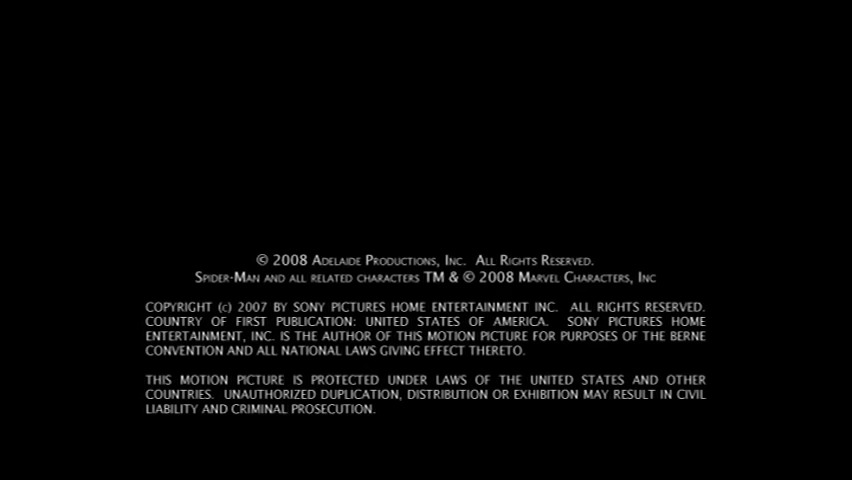 © 2008 Adelaide Productions, Inc. All Rights Reserved.
Spider-Man and all related characters TM & © 2008 Marvel Characters, Inc
COPYRIGHT (c) 2007 BY SONY PICTURES HOME ENTERTAINMENT INC. ALL RIGHTS RESERVED.
COUNTRY OF FIRST PUBLICATION: UNITED STATES OF AMERICA. SONY PICTURES HOME
ENTERTAINMENT, INC. IS THE AUTHOR OF THIS MOTION PICTURE FOR PURPOSES OF THE BERNE
CONVENTION AND ALL NATIONAL LAWS GIVING EFFECT THERETO.
THIS MOTION PICTURE IS PROTECTED UNDER LAWS OF THE UNITED STATES AND OTHER
COUNTRIES. UNAUTHORIZED DUPLICATION, DISTRIBUTION OR EXHIBITION MAY RESULT IN CIVIL
LIABILITY AND CRIMINAL PROSECUTION.